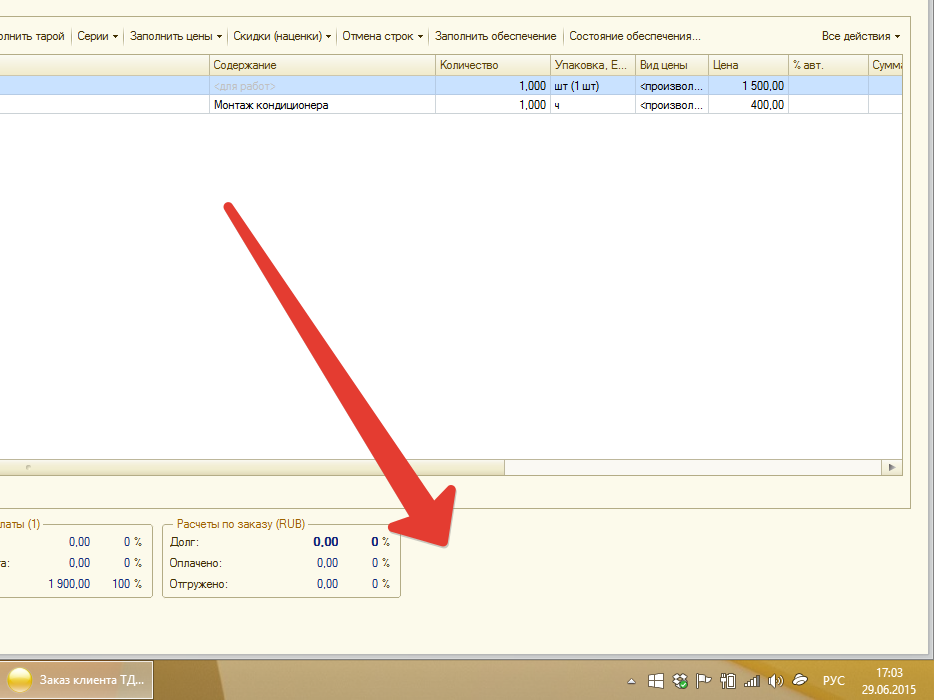 олнить тарой Серии Заполнить цены Скидки (наценки) Отмена строк Заполнить обеспечение Состояние обеспечения... Все действия
Содержание Количество Упаковка, Е... Вид цены Цена % авт. Сумма
<для работ> 1,000 шт (1 шт) <произвол... 1 500,00
Монтаж кондиционера 1,000 ч <произвол... 400,00
латы (1) Расчеты по заказу (RUB)
0,00 0 % Долг: 0,00 0 %
та: 0,00 0 % Оплачено: 0,00 0 %
1 900,00 100 % Отгружено: 0,00 0 %
Заказ клиента ТД... РУС 17:03
29.06.2015